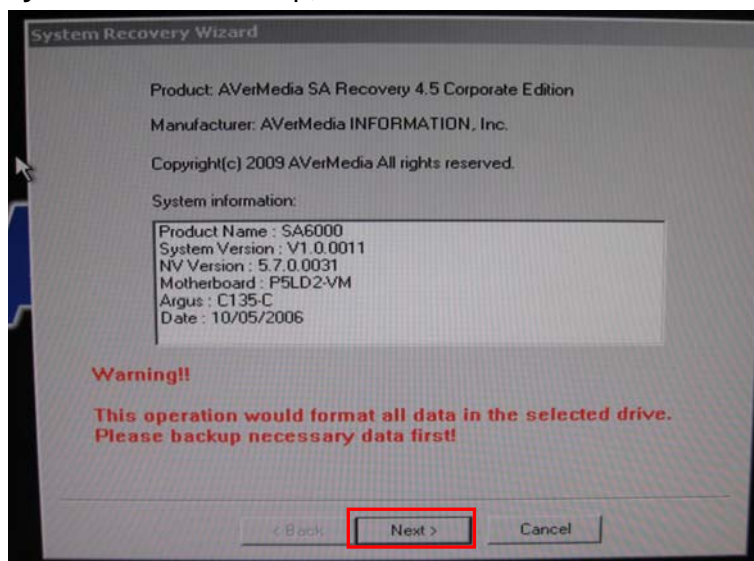 System Recovery Wizard
Product: AVerMedia SA Recovery 4.5 Corporate Edition
Manufacturer: AVerMedia INFORMATION, Inc.
Copyright(c) 2009 AVerMedia All rights reserved.
System information:
Product Name : SA6000
System Version : V1.0.0011
NV Version : 5.7.0.0031
Motherboard : P5LD2-VM
Argus : C135-C
Date : 10/05/2006
Warning!!
This operation would format all data in the selected drive.
Please backup necessary data first!
< Back Next > Cancel